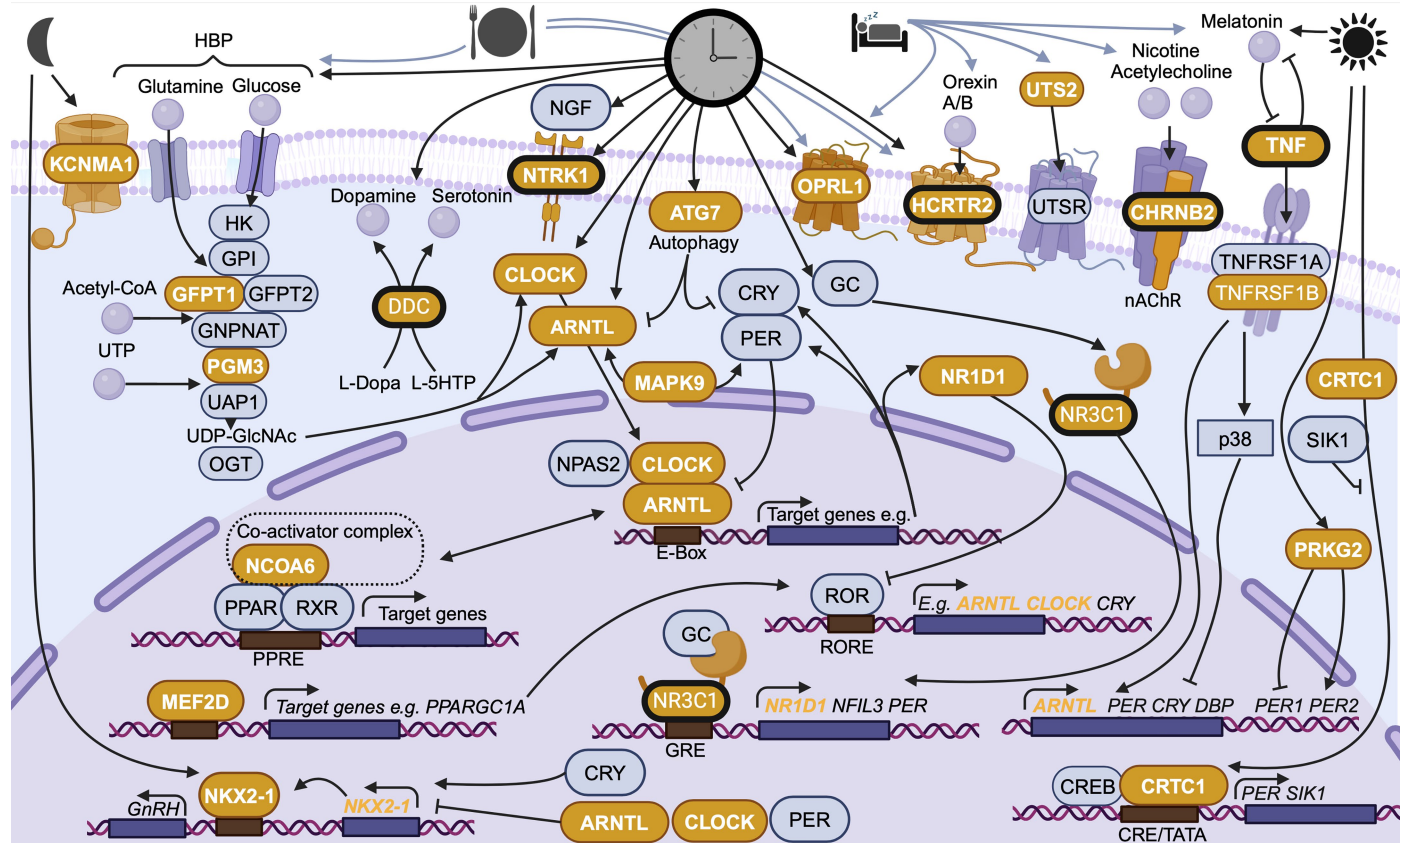 HBP
Glutamine
Glucose
KCNMA1
HK
GPI
GFPT1
GFPT2
Acetyl-CoA
GNPNAT
UTP
PGM3
UAP1
UDP-GlcNAc
OGT
zzz
NGF
NTRK1
Dopamine
Serotonin
DDC
L-Dopa
L-5HTP
ATG7
Autophagy
CLOCK
ARNTL
CRY
PER
MAPK9
GC
OPRL1
Orexin
A/B
HCRTR2
UTS2
UTSR
Nicotine
Acetylecholine
CHRNB2
nAChR
Melatonin
TNF
TNFRSF1A
TNFRSF1B
NR1D1
NR3C1
p38
CRTC1
SIK1
PRKG2
NPAS2
CLOCK
ARNTL
E-Box
Target genes e.g.
Co-activator complex
NCOA6
PPAR
RXR
Target genes
PPRE
ROR
E.g. ARNTL CLOCK CRY
RORE
GC
NR3C1
GRE
NR1D1 NFIL3 PER
MEF2D
Target genes e.g. PPARGC1A
ARNTL PER CRY DBP
PER1 PER2
GnRH
NKX2-1
NKX2-1
CRY
ARNTL
CLOCK
PER
CREB
CRTC1
PER SIK1
CRE/TATA